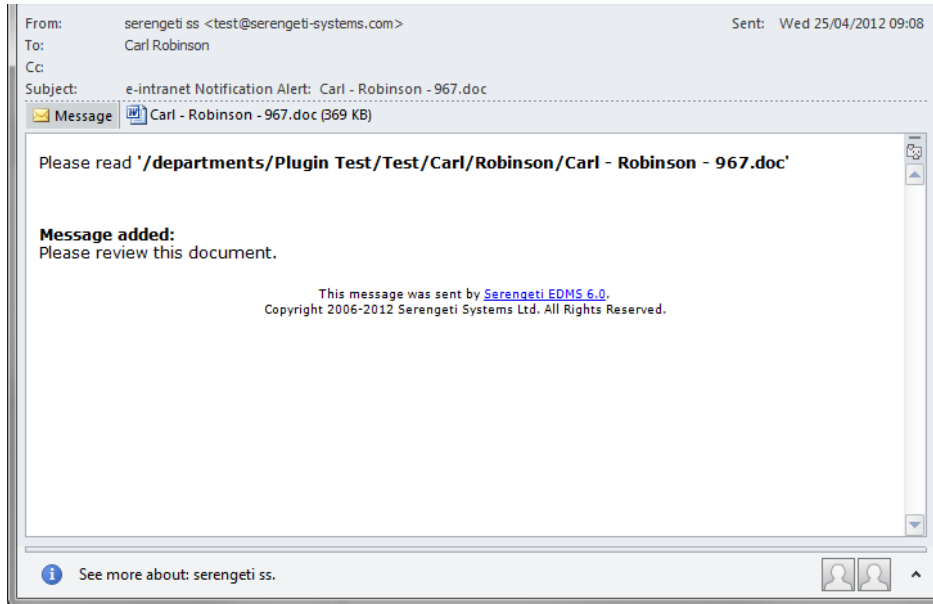 From: serengeti ss <test@serengeti-systems.com> Sent: Wed 25/04/2012 09:08
To: Carl Robinson
Cc:
Subject: e-intranet Notification Alert: Carl - Robinson - 967.doc
Message Carl - Robinson - 967.doc (369 KB)
Please read '/departments/Plugin Test/Test/Carl/Robinson/Carl - Robinson - 967.doc'
Message added:
Please review this document.
This message was sent by Serengeti EDMS 6.0.
Copyright 2006-2012 Serengeti Systems Ltd. All Rights Reserved.
See more about: serengeti ss.